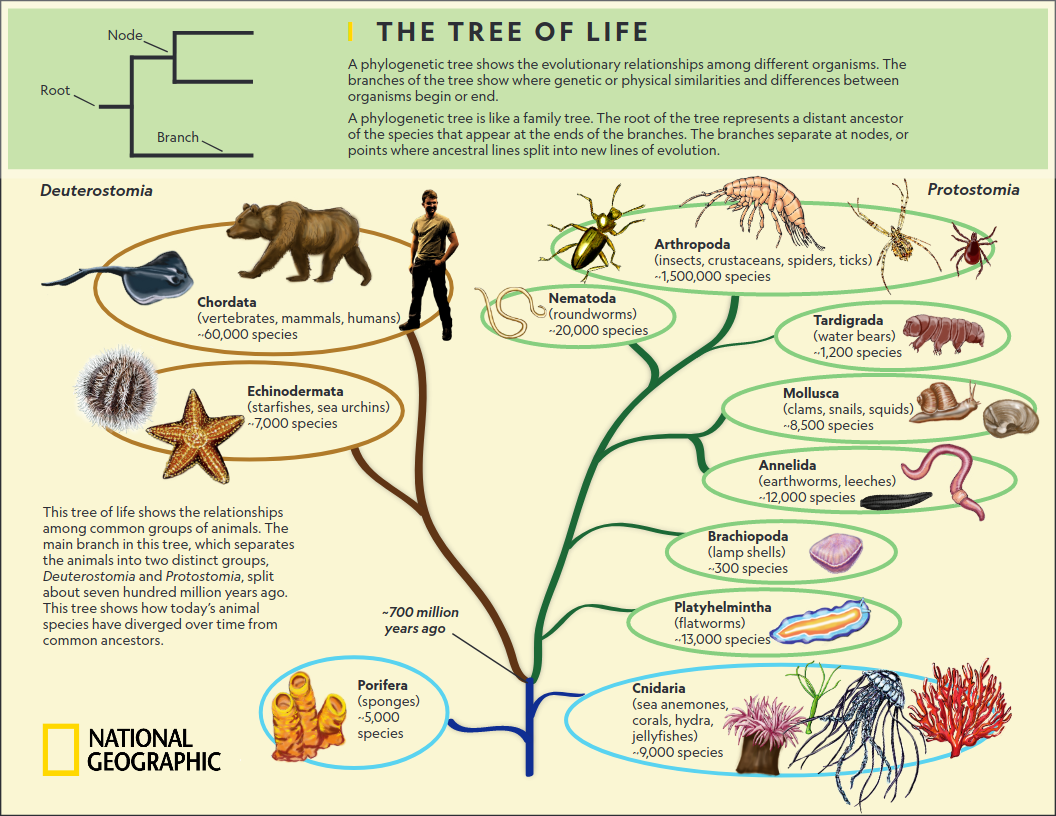 THE TREE OF LIFE
Node
Root
Branch
A phylogenetic tree shows the evolutionary relationships among different organisms. The
branches of the tree show where genetic or physical similarities and differences between
organisms begin or end.
A phylogenetic tree is like a family tree. The root of the tree represents a distant ancestor
of the species that appear at the ends of the branches. The branches separate at nodes, or
points where ancestral lines split into new lines of evolution.
Deuterostomia
Protostomia
Chordata
(vertebrates, mammals, humans)
~60,000 species
Echinodermata
(starfishes, sea urchins)
~7,000 species
Arthropoda
(insects, crustaceans, spiders, ticks)
~1,500,000 species
Nematoda
(roundworms)
~20,000 species
Tardigrada
(water bears)
~1,200 species
Mollusca
(clams, snails, squids)
~8,500 species
Annelida
(earthworms, leeches)
~12,000 species
Brachiopoda
(lamp shells)
~300 species
Platyhelmintha
(flatworms)
~13,000 species
This tree of life shows the relationships
among common groups of animals. The
main branch in this tree, which separates
the animals into two distinct groups,
Deuterostomia and Protostomia, split
about seven hundred million years ago.
This tree shows how today's animal
species have diverged over time from
common ancestors.
~700 million
years ago
Porifera
(sponges)
~5,000
species
Cnidaria
(sea anemones,
corals, hydra,
jellyfishes)
~9,000 species
NATIONAL
GEOGRAPHIC